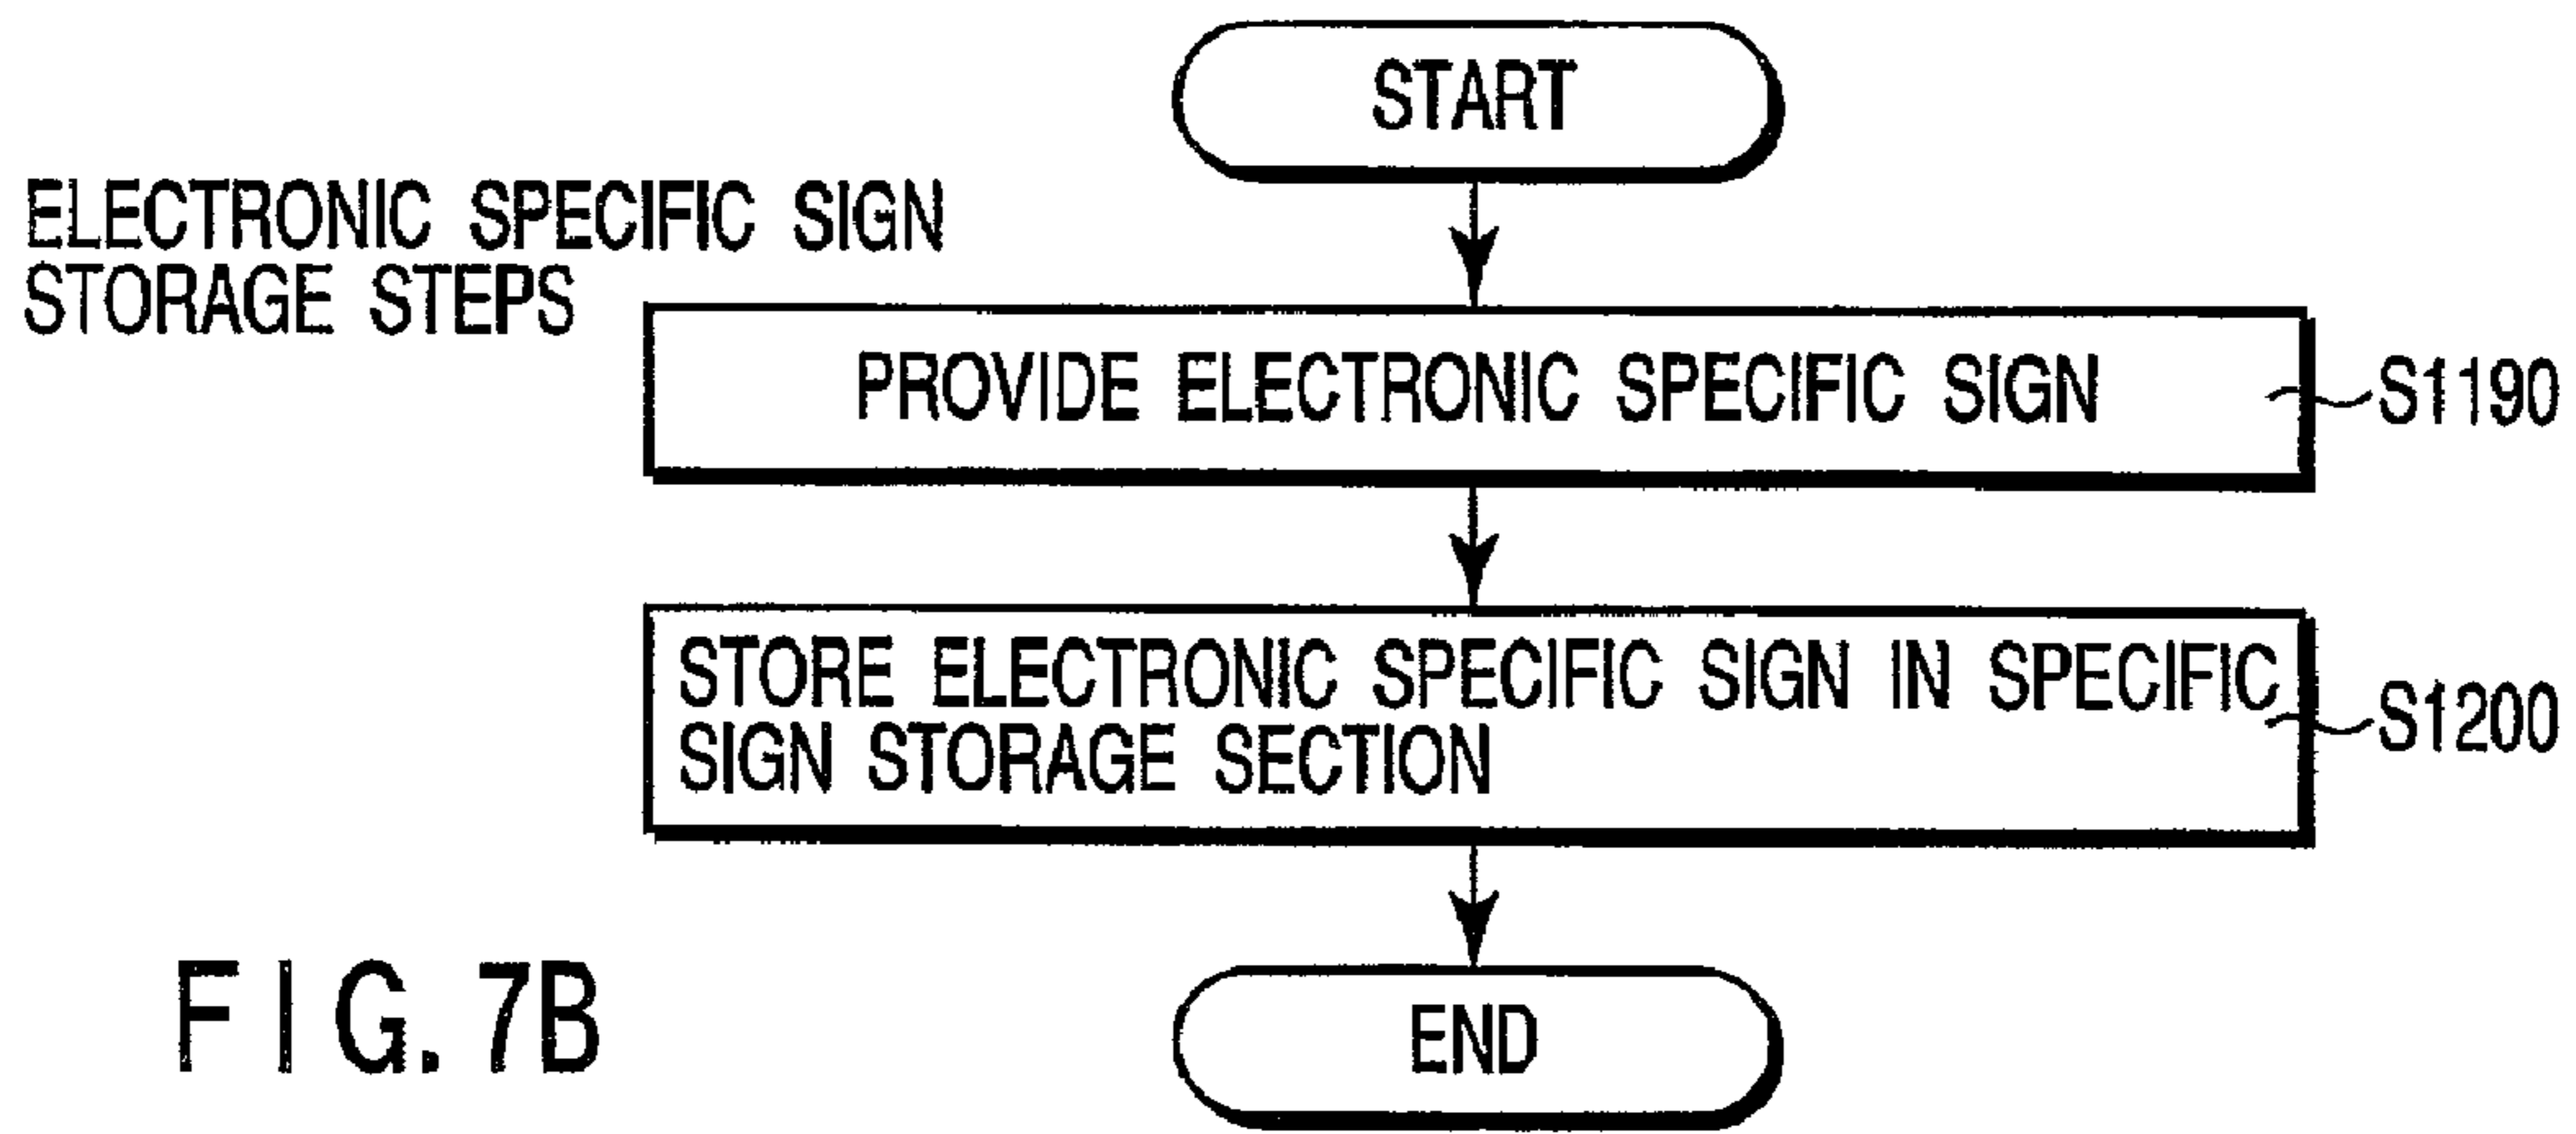 START
ELECTRONIC SPECIFIC SIGN
STORAGE STEPS
PROVIDE ELECTRONIC SPECIFIC SIGN
S1190
STORE ELECTRONIC SPECIFIC SIGN IN SPECIFIC
SIGN STORAGE SECTION
S1200
END
FIG. 7B